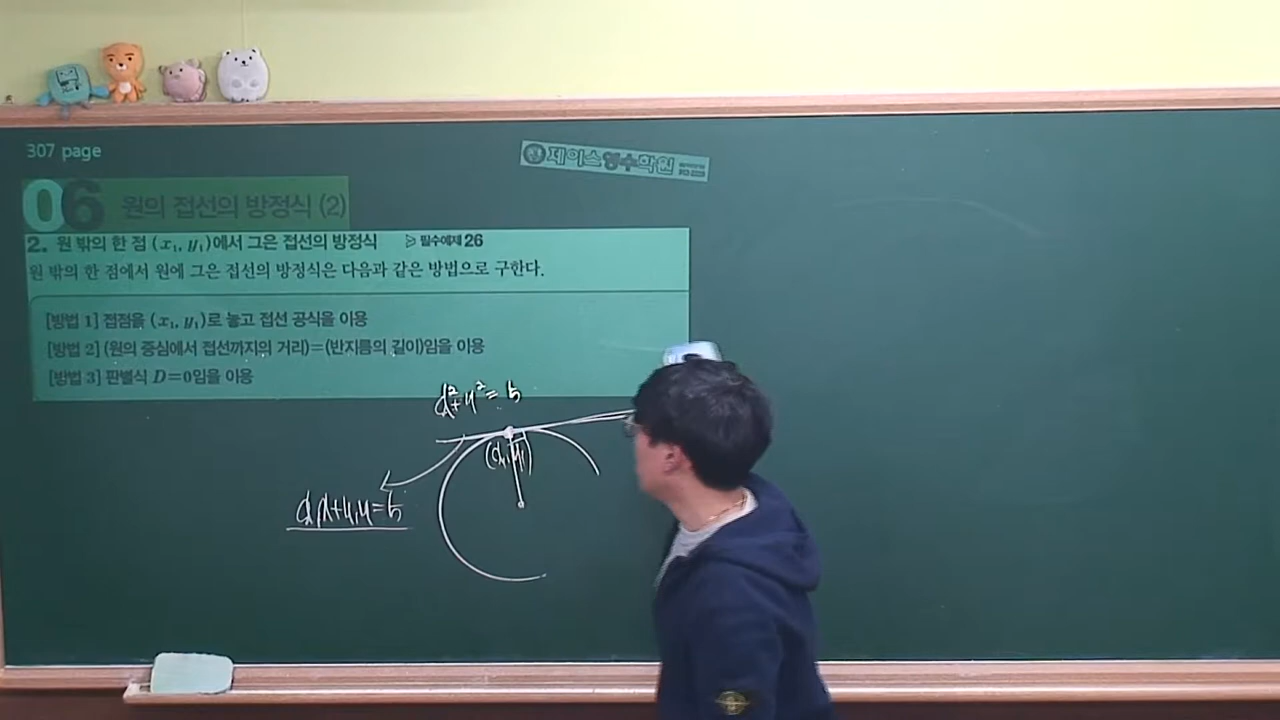 307 page
제이스영수학원
06 원의 접선의 방정식 (2)
2. 원 밖의 한 점 (x₁, y₁)에서 그은 접선의 방정식 ▷ 필수예제 26
원 밖의 한 점에서 원에 그은 접선의 방정식은 다음과 같은 방법으로 구한다.
[방법 1] 접점을 (x₁, y₁)로 놓고 접선 공식을 이용
[방법 2] (원의 중심에서 접선까지의 거리)=(반지름의 길이)임을 이용
[방법 3] 판별식 D=0임을 이용
x²+y²=5
(x₁, y₁)
x₁x+y₁y=5